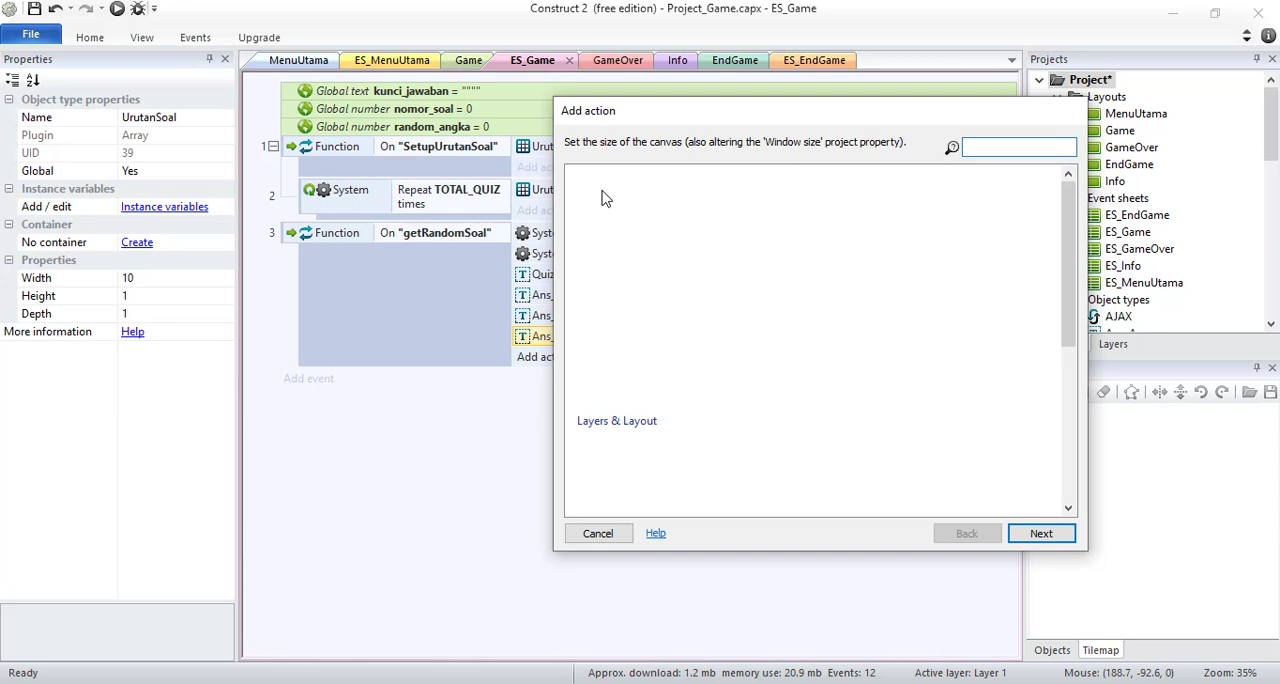 Construct 2  (free edition) - Project_Game.capx - ES_Game
File Home View Events Upgrade
Properties
Object type properties
Name UrutanSoal
Plugin Array
UID 39
Global Yes
Instance variables
Add / edit Instance variables
Container
No container Create
Properties
Width 10
Height 1
Depth 1
More information Help
MenuUtama ES_MenuUtama Game ES_Game GameOver Info EndGame ES_EndGame
Global text kunci_jawaban = """"
Global number nomor_soal = 0
Global number random_angka = 0
1 Function On "SetupUrutanSoal"
2 System Repeat TOTAL_QUIZ
times
3 Function On "getRandomSoal"
Add event
Add action
Set the size of the canvas (also altering the 'Window size' project property).
Layers & Layout
Cancel Help Back Next
Projects
Project*
Layouts
MenuUtama
Game
GameOver
EndGame
Info
Event sheets
ES_EndGame
ES_Game
ES_GameOver
ES_Info
ES_MenuUtama
Object types
AJAX
Layers
Objects Tilemap
Ready Approx. download: 1.2 mb  memory use: 20.9 mb  Events: 12 Active layer: Layer 1 Mouse: (188.7, -92.6, 0) Zoom: 35%